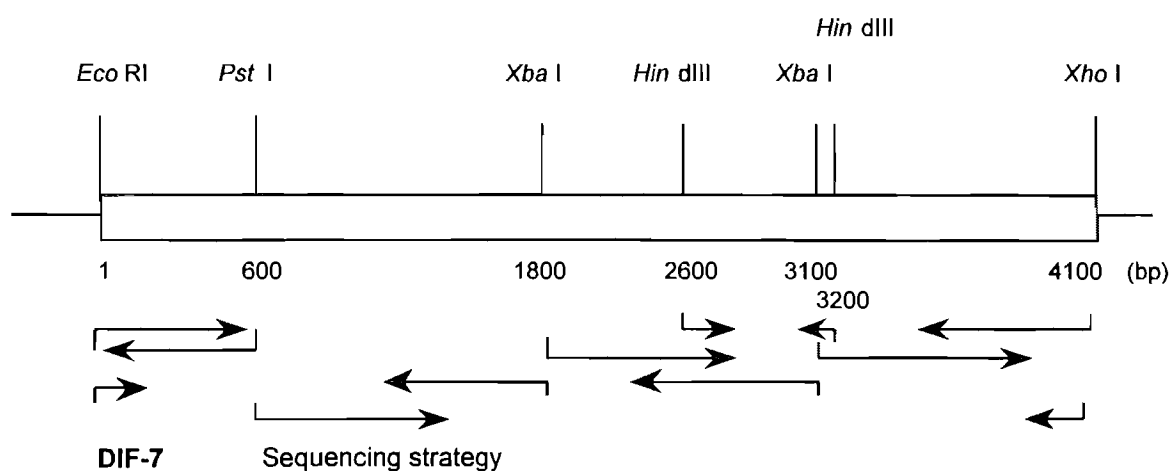 Hin dIII
Eco RI Pst I Xba I Hin dIII Xba I Xho I
1 600 1800 2600 3100 4100 (bp)
3200
DIF-7 Sequencing strategy